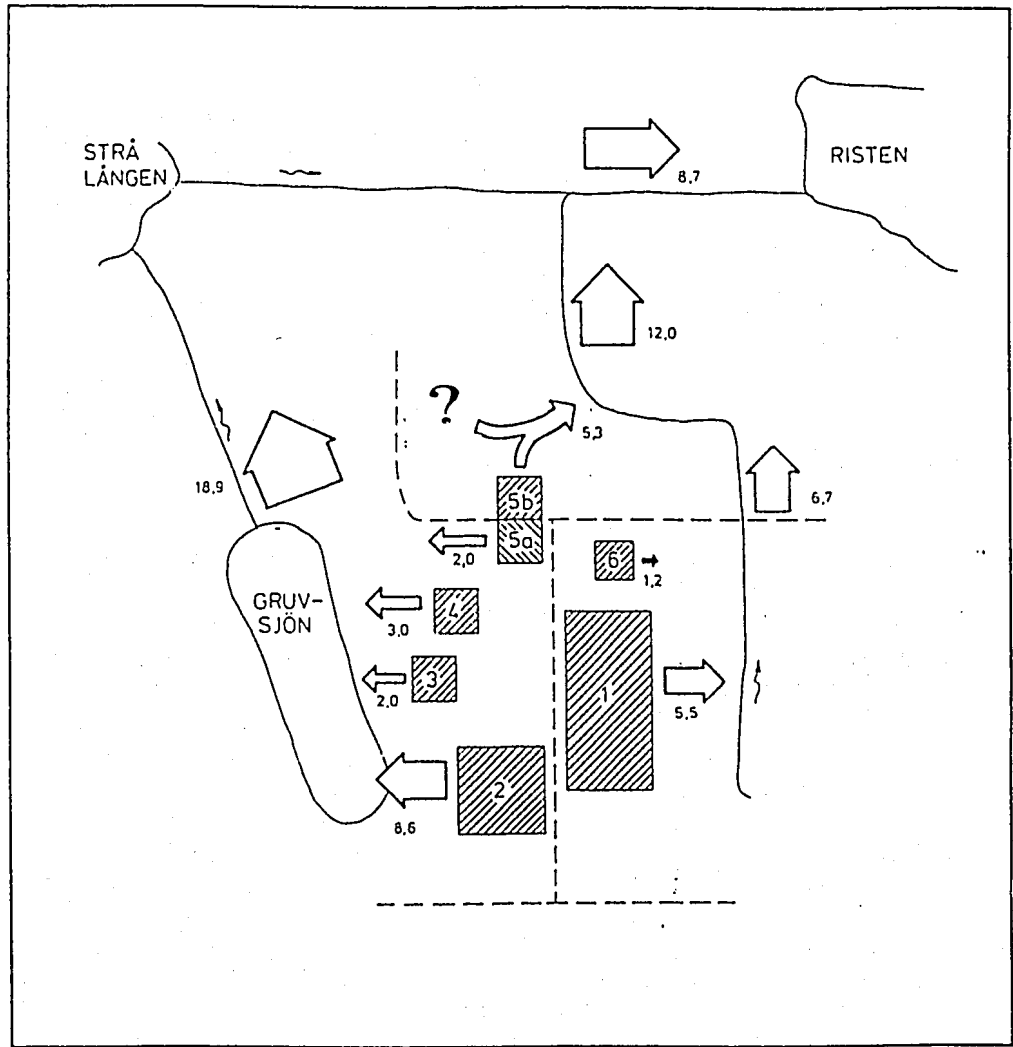 STRÅ
LÅNGEN
RISTEN
8,7
12,0
?
5,3
18,9
6,7
5b
5a
2,0
6
1,2
GRUV-
SJÖN
4
3,0
3
2,0
1
5,5
2
8,6